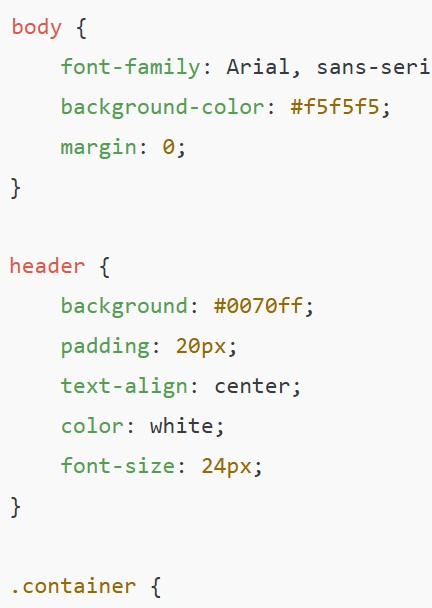 body {
    font-family: Arial, sans-seri
    background-color: #f5f5f5;
    margin: 0;
}

header {
    background: #0070ff;
    padding: 20px;
    text-align: center;
    color: white;
    font-size: 24px;
}

.container {